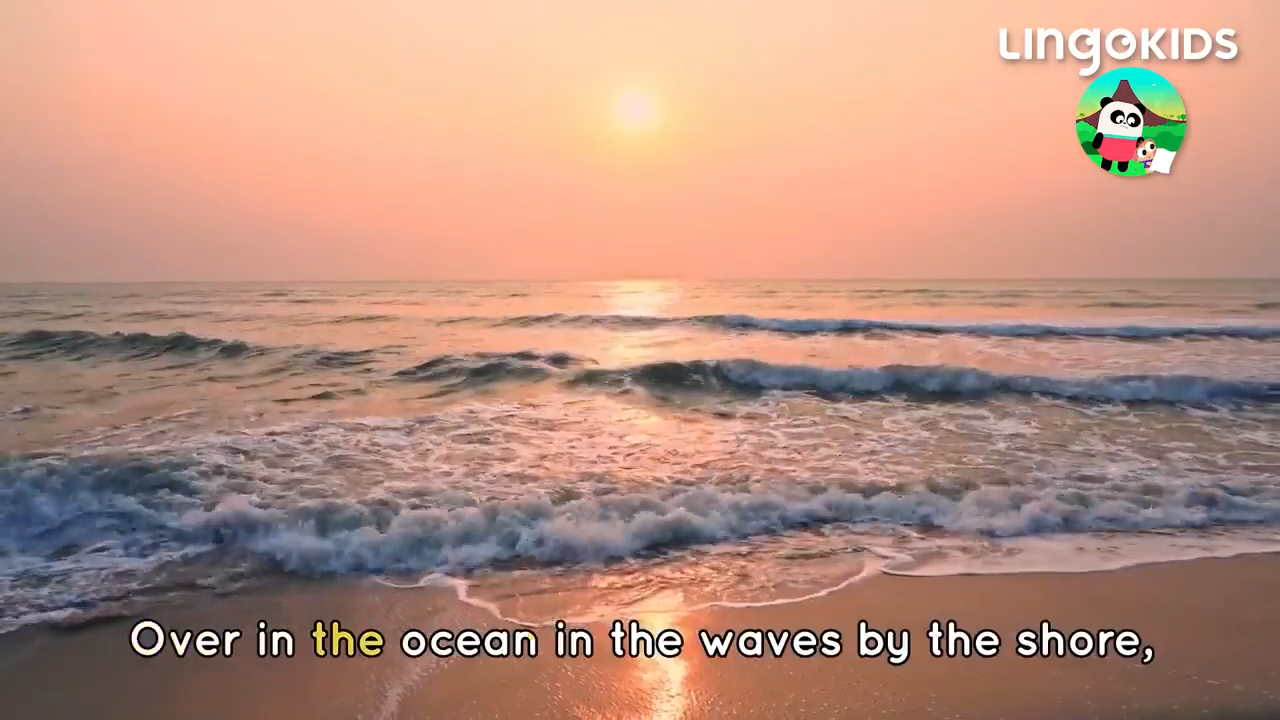 LINGOKIDS
Over in the ocean in the waves by the shore,